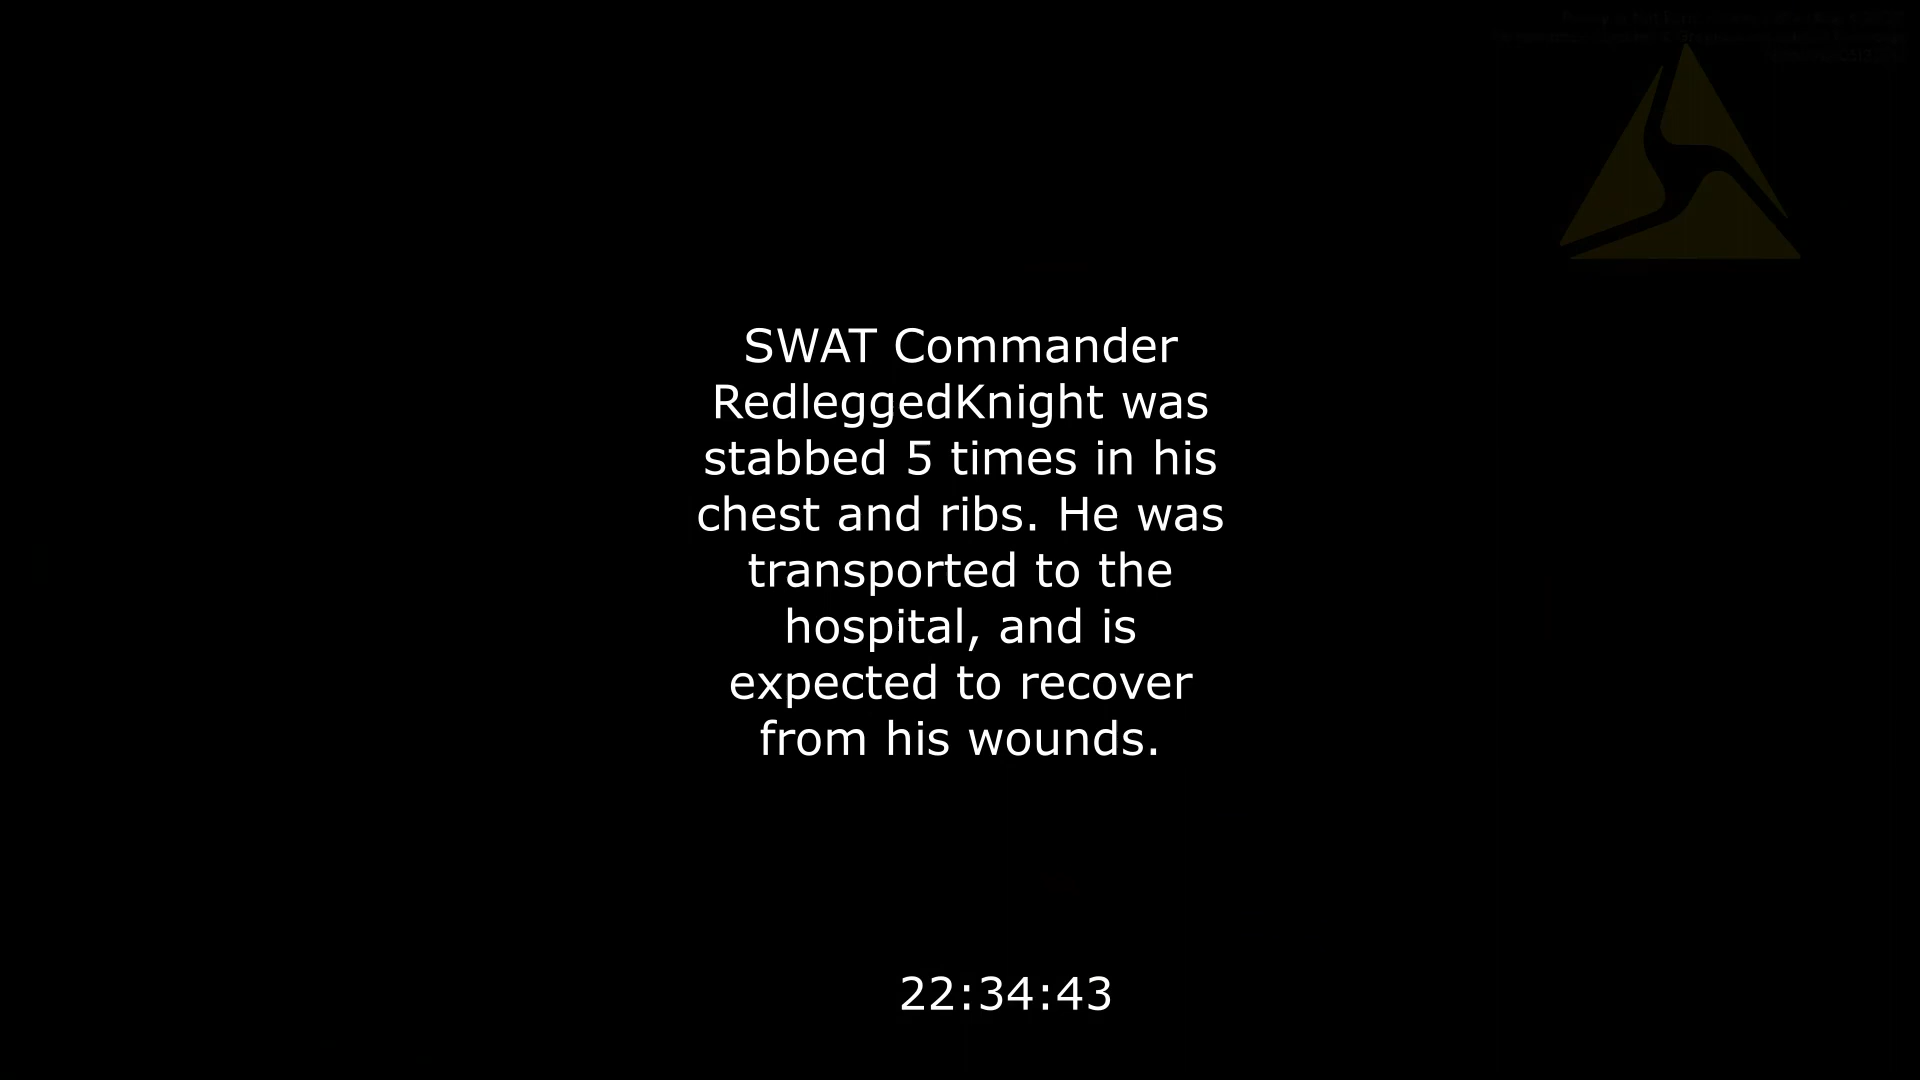 SWAT Commander
RedleggedKnight was
stabbed 5 times in his
chest and ribs. He was
transported to the
hospital, and is
expected to recover
from his wounds.
22:34:43